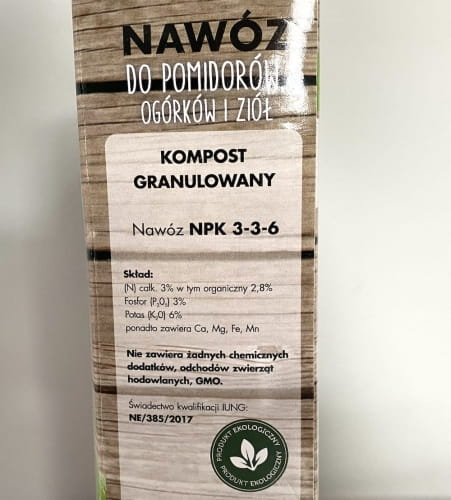 NAWÓZ
DO POMIDORÓW
OGÓRKÓW I ZIÓŁ
KOMPOST
GRANULOWANY
Nawóz NPK 3-3-6
Skład:
(N) całk. 3% w tym organiczny 2,8%
Fosfor (P₂O₅) 3%
Potas (K₂O) 6%
ponadto zawiera Ca, Mg, Fe, Mn
Nie zawiera żadnych chemicznych
dodatków, odchodów zwierząt
hodowlanych, GMO.
Świadectwo kwalifikacji IUNG:
NE/385/2017
PRODUKT EKOLOGICZNY
PRODUKT EKOLOGICZNY